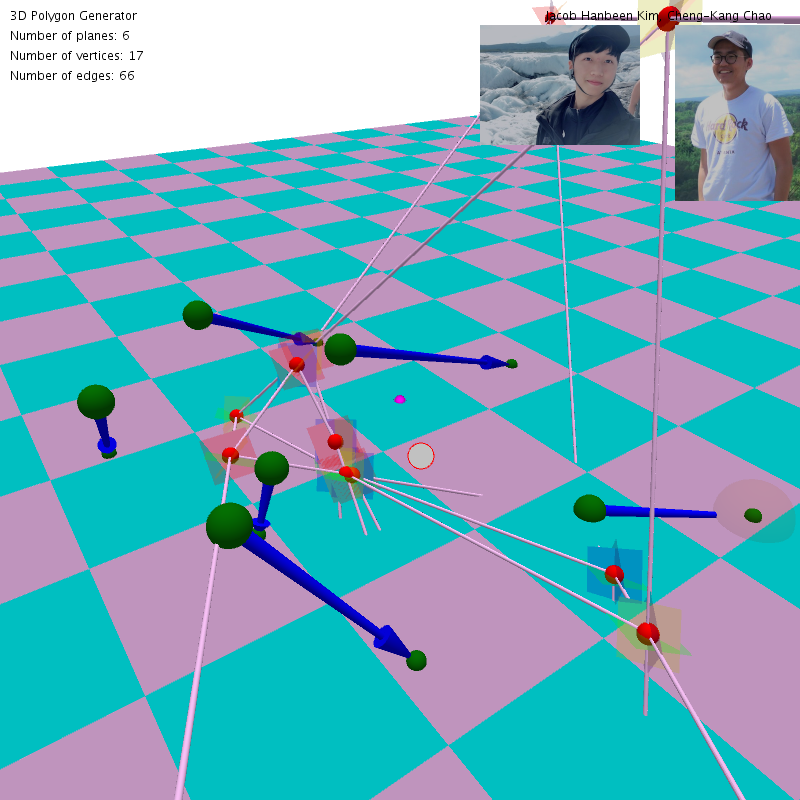 3D Polygon Generator
Jacob Hanbeen Kim, Cheng-Kang Chao
Number of planes: 6
Number of vertices: 17
Number of edges: 66